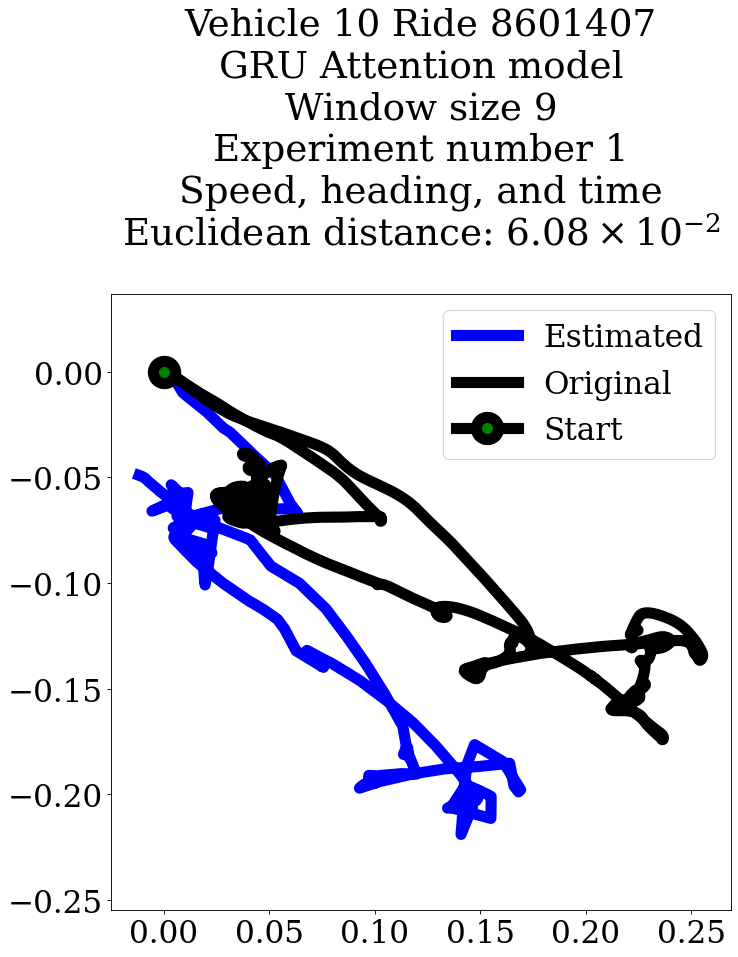 Vehicle 10 Ride 8601407
GRU Attention model
Window size 9
Experiment number 1
Speed, heading, and time
Euclidean distance: 6.08 × 10⁻²
Estimated
Original
Start
0.00
−0.05
−0.10
−0.15
−0.20
−0.25
0.00 0.05 0.10 0.15 0.20 0.25